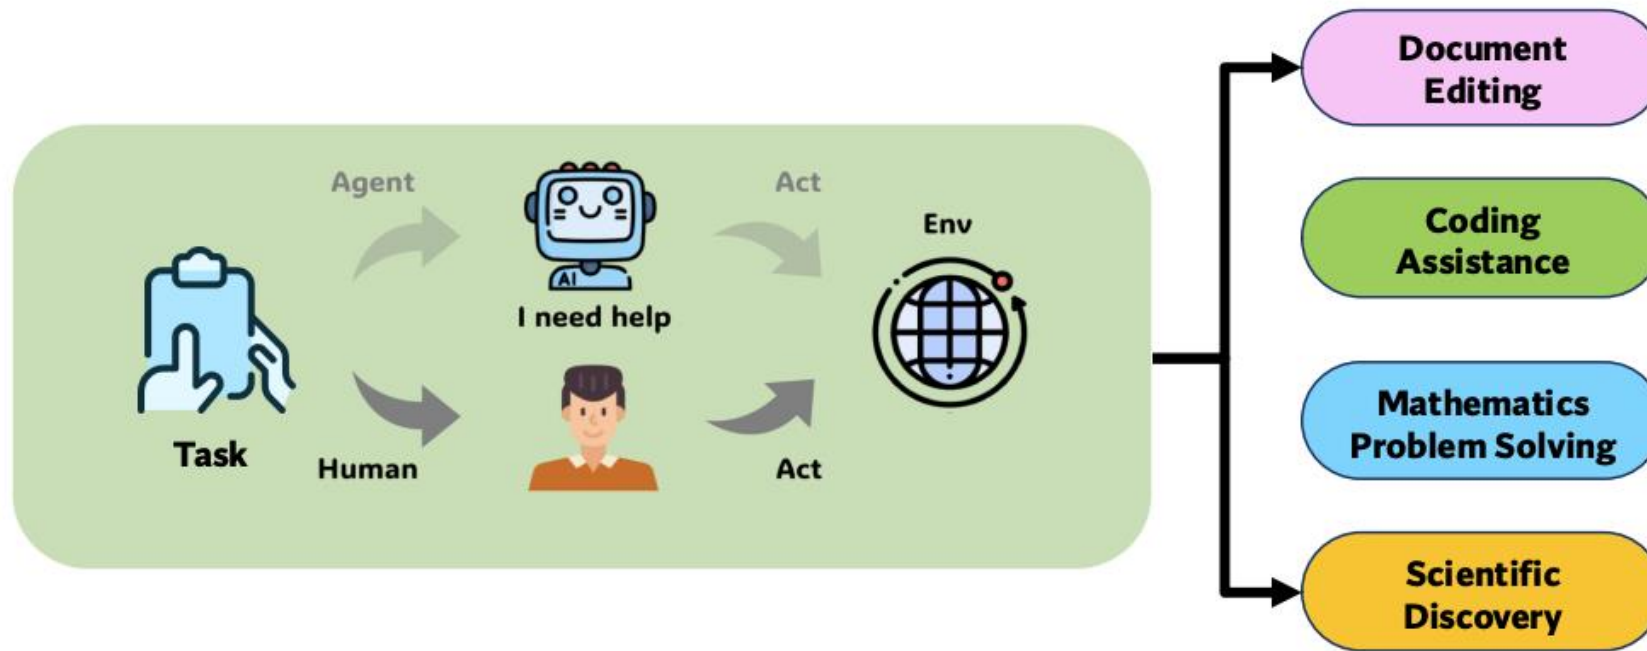 Agent
Act
Env
AI
I need help
Task
Human
Act
Document
Editing
Coding
Assistance
Mathematics
Problem Solving
Scientific
Discovery